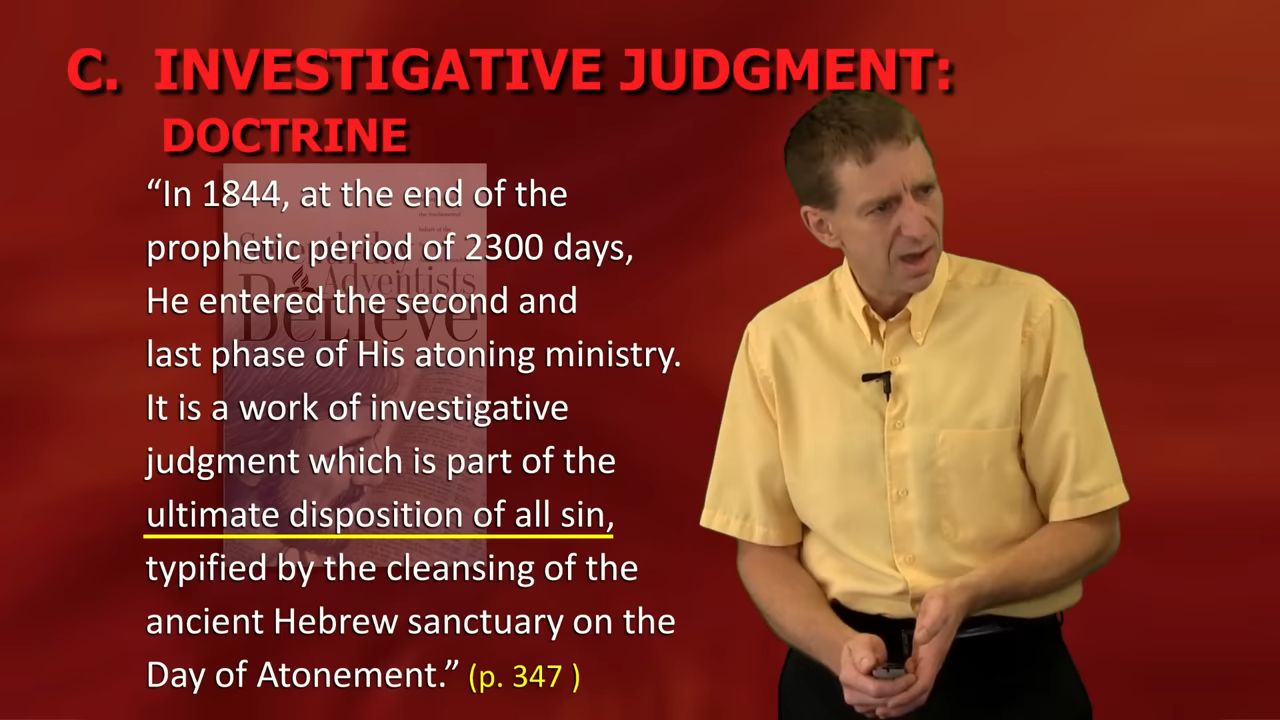 C. INVESTIGATIVE JUDGMENT:
DOCTRINE
“In 1844, at the end of the
prophetic period of 2300 days,
He entered the second and
last phase of His atoning ministry.
It is a work of investigative
judgment which is part of the
ultimate disposition of all sin,
typified by the cleansing of the
ancient Hebrew sanctuary on the
Day of Atonement.” (p. 347 )
Adventists
Believe